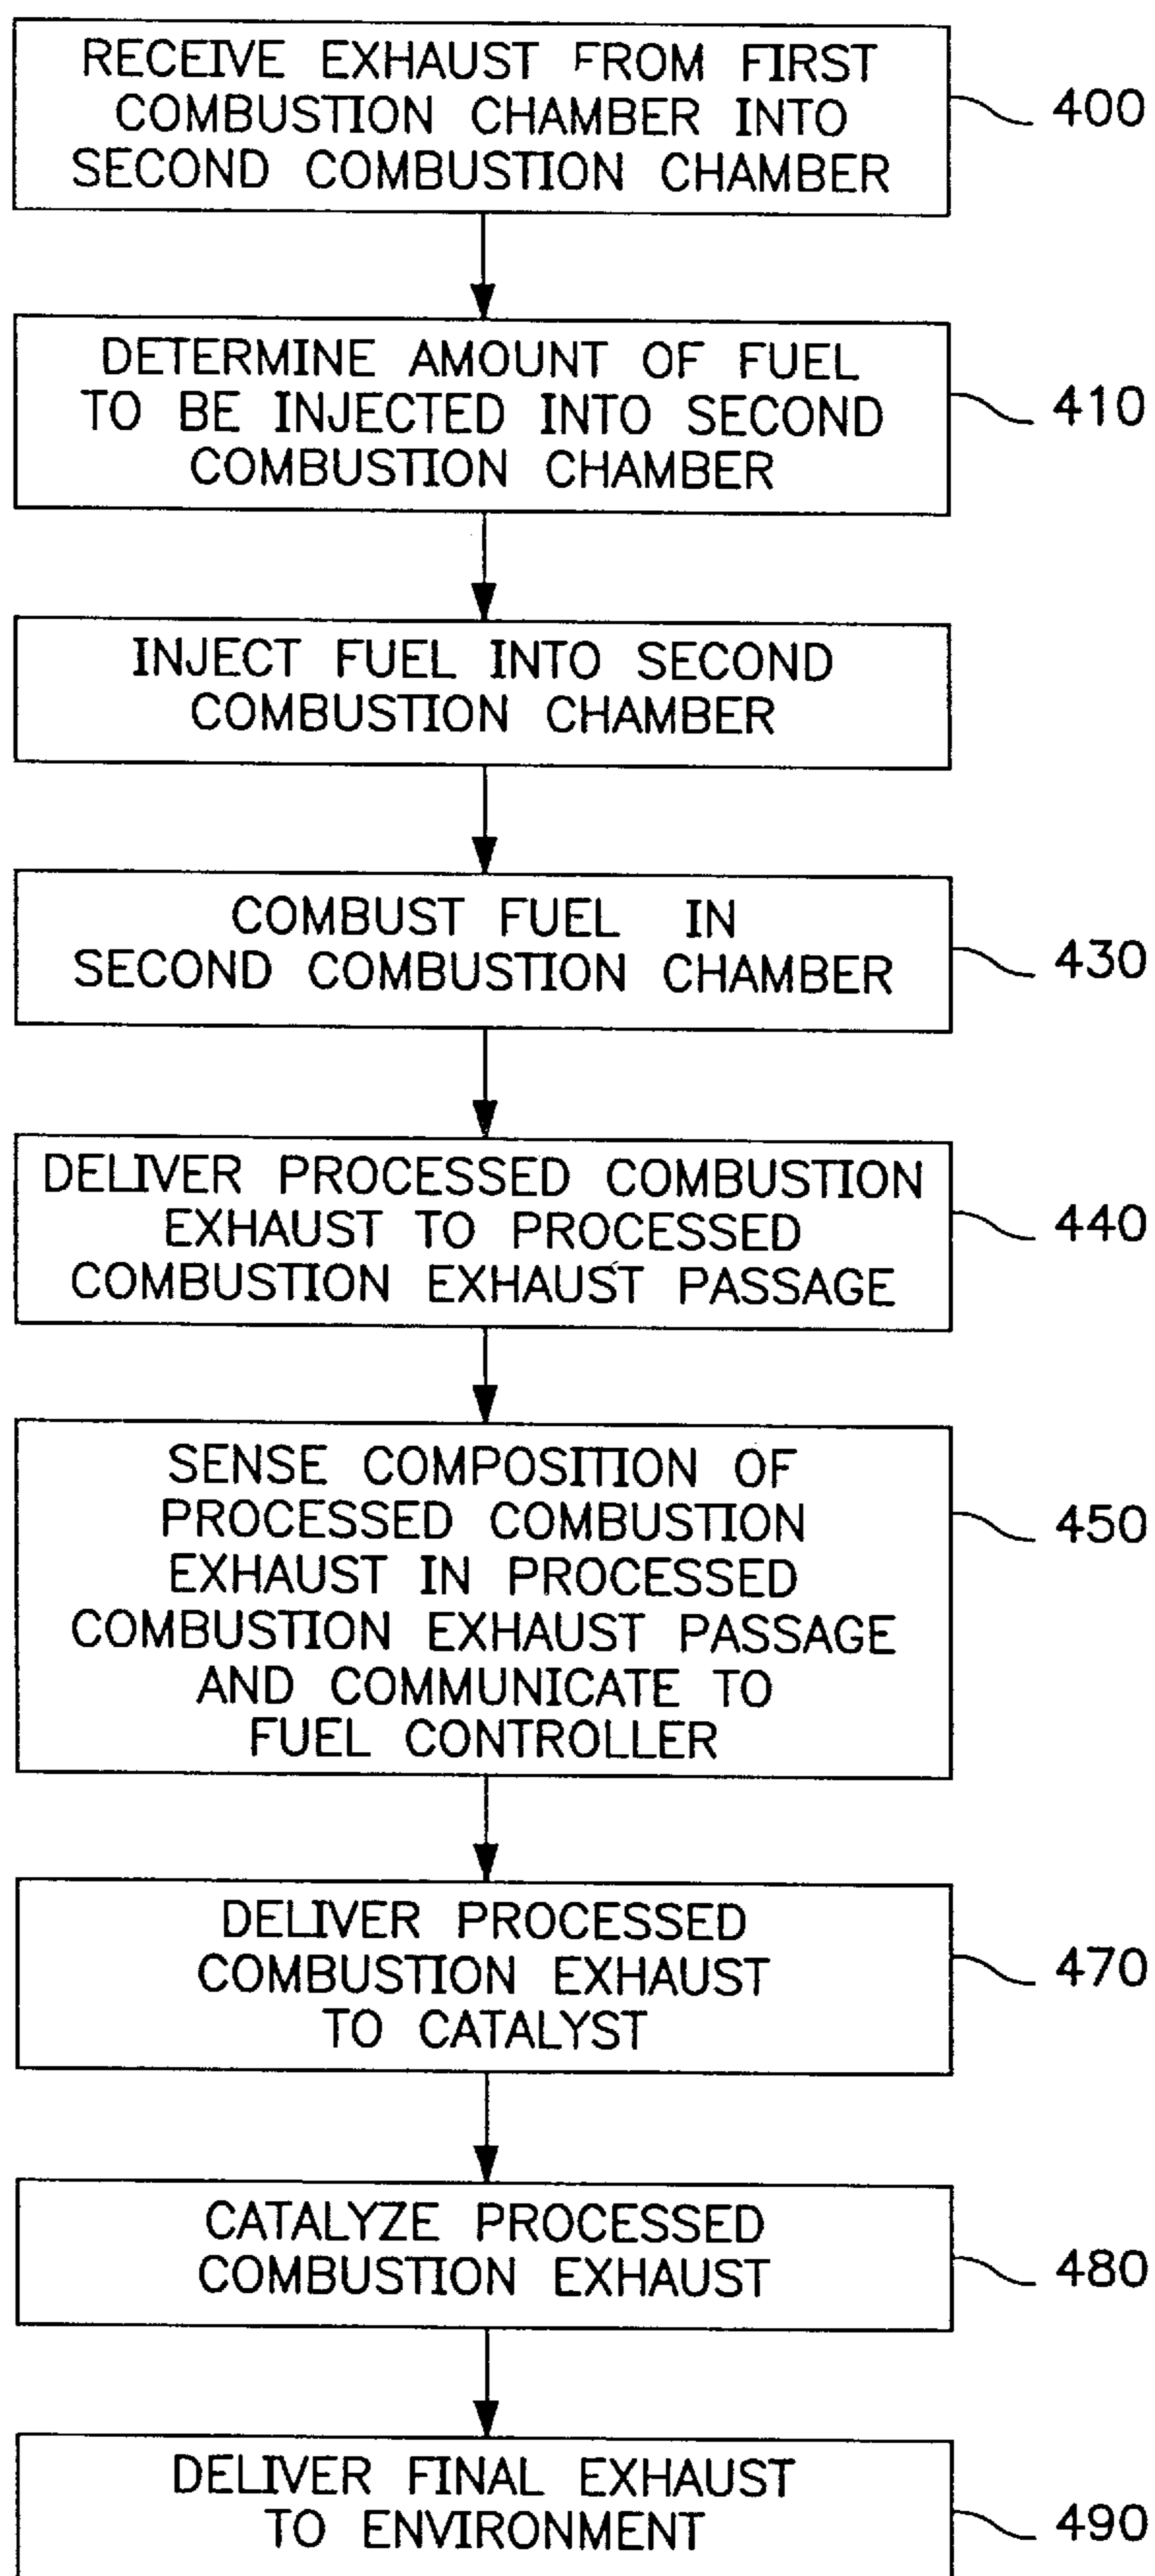 RECEIVE EXHAUST FROM FIRST
COMBUSTION CHAMBER INTO
SECOND COMBUSTION CHAMBER
400
DETERMINE AMOUNT OF FUEL
TO BE INJECTED INTO SECOND
COMBUSTION CHAMBER
410
INJECT FUEL INTO SECOND
COMBUSTION CHAMBER
COMBUST FUEL IN
SECOND COMBUSTION CHAMBER
430
DELIVER PROCESSED COMBUSTION
EXHAUST TO PROCESSED
COMBUSTION EXHAUST PASSAGE
440
SENSE COMPOSITION OF
PROCESSED COMBUSTION
EXHAUST IN PROCESSED
COMBUSTION EXHAUST PASSAGE
AND COMMUNICATE TO
FUEL CONTROLLER
450
DELIVER PROCESSED
COMBUSTION EXHAUST
TO CATALYST
470
CATALYZE PROCESSED
COMBUSTION EXHAUST
480
DELIVER FINAL EXHAUST
TO ENVIRONMENT
490